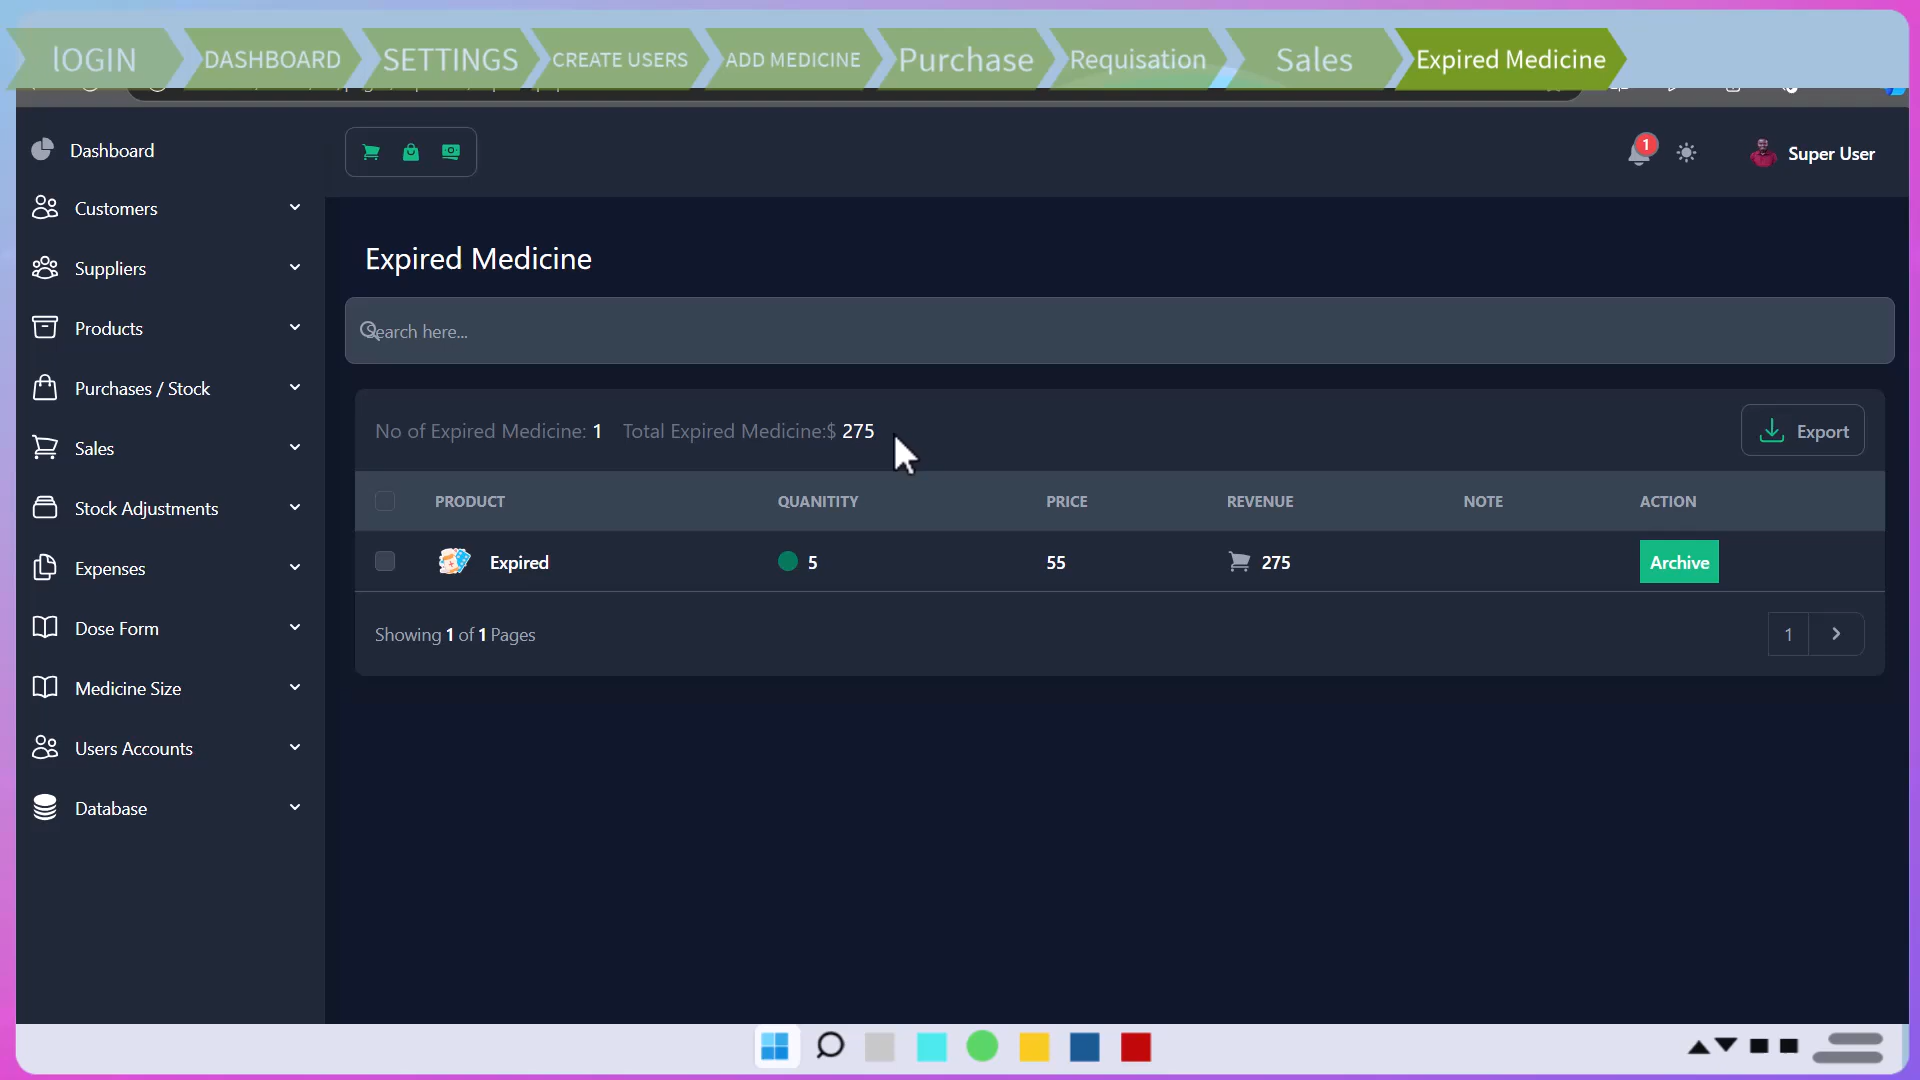 lOGIN DASHBOARD SETTINGS CREATE USERS ADD MEDICINE Purchase Requisation Sales Expired Medicine
Dashboard
1
Super User
Customers
Suppliers
Products
Purchases / Stock
Sales
Stock Adjustments
Expenses
Dose Form
Medicine Size
Users Accounts
Database
Expired Medicine
Search here...
No of Expired Medicine: 1 Total Expired Medicine:$ 275
Export
PRODUCT QUANITITY PRICE REVENUE NOTE ACTION
Expired 5 55 275 Archive
Showing 1 of 1 Pages
1